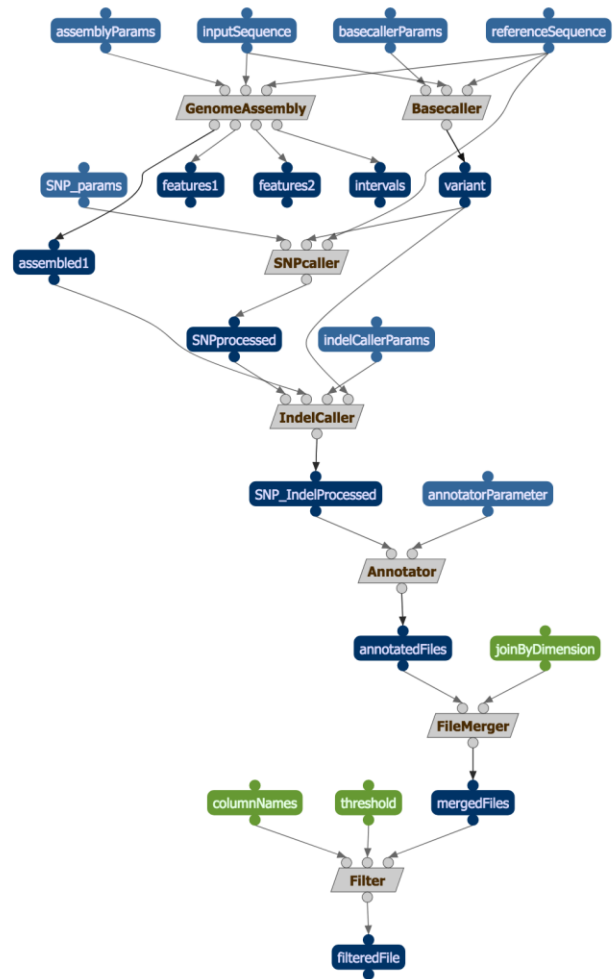 assemblyParams
inputSequence
basecallerParams
referenceSequence
GenomeAssembly
Basecaller
SNP_params
features1
features2
intervals
variant
assembled1
SNPcaller
SNPprocessed
indelCallerParams
IndelCaller
SNP_IndelProcessed
annotatorParameter
Annotator
annotatedFiles
joinByDimension
FileMerger
columnNames
threshold
mergedFiles
Filter
filteredFile